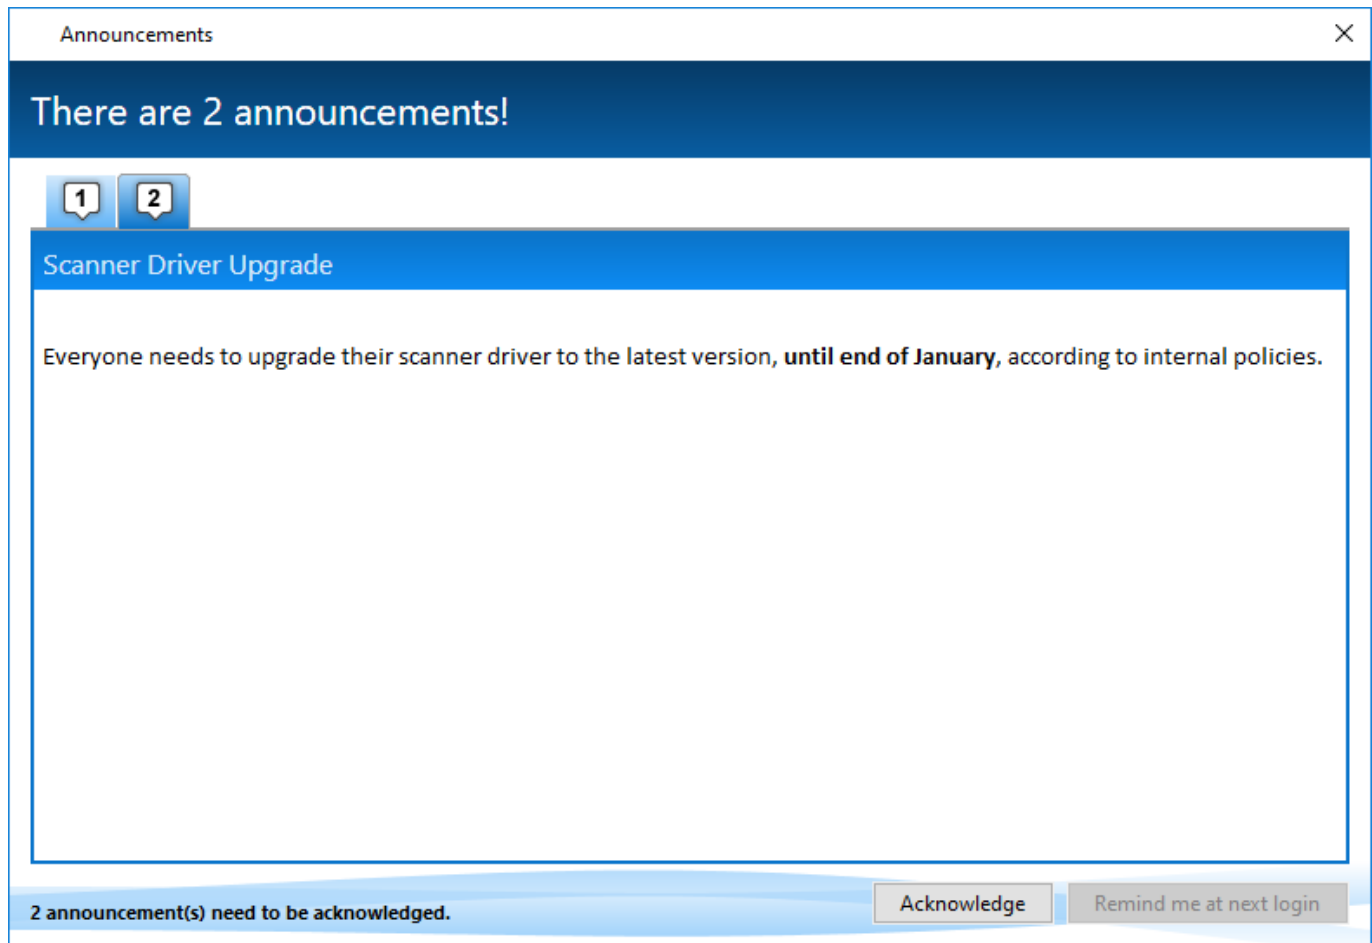 Announcements
There are 2 announcements!
1 2
Scanner Driver Upgrade
Everyone needs to upgrade their scanner driver to the latest version, until end of January, according to internal policies.
2 announcement(s) need to be acknowledged.
Acknowledge
Remind me at next login